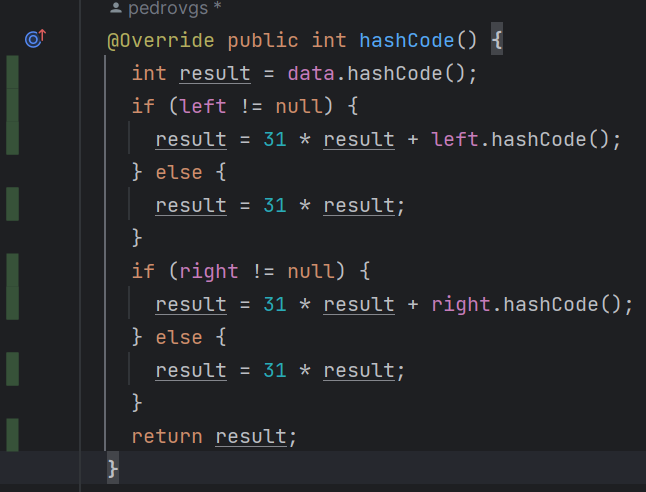 pedrovgs *
@Override public int hashCode() {
  int result = data.hashCode();
  if (left != null) {
    result = 31 * result + left.hashCode();
  } else {
    result = 31 * result;
  }
  if (right != null) {
    result = 31 * result + right.hashCode();
  } else {
    result = 31 * result;
  }
  return result;
}